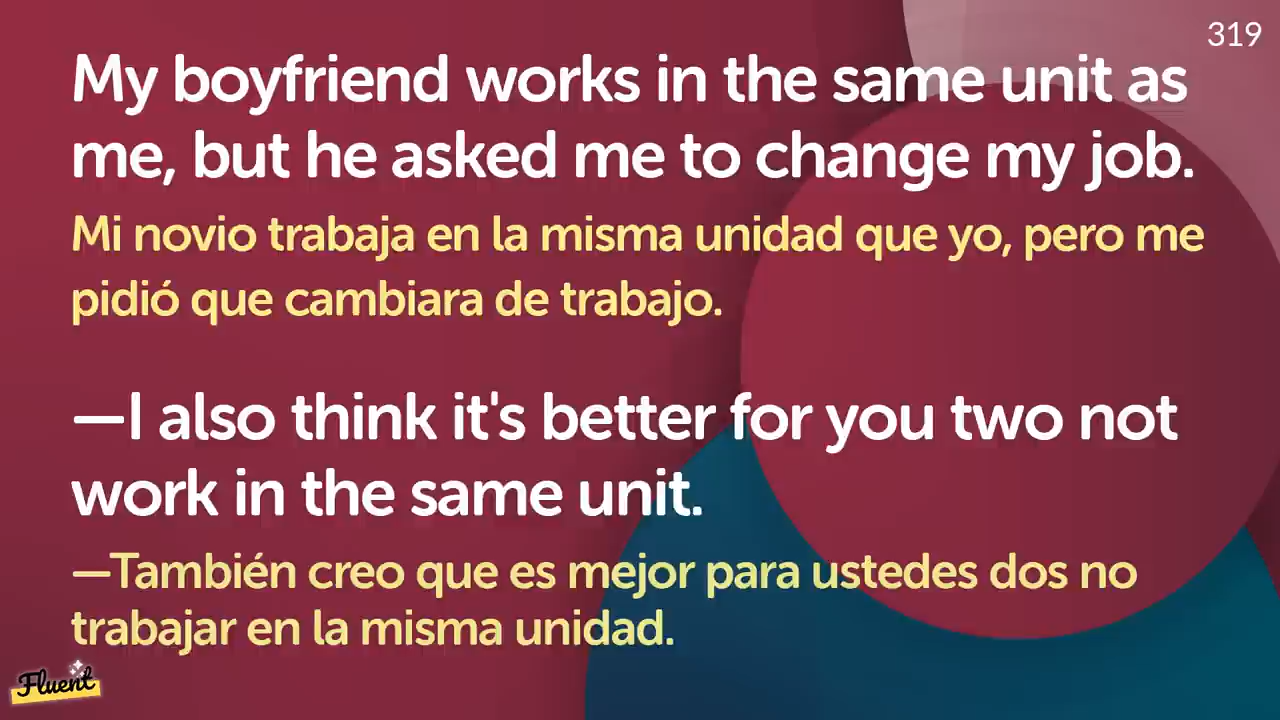 319
My boyfriend works in the same unit as
me, but he asked me to change my job.
Mi novio trabaja en la misma unidad que yo, pero me
pidió que cambiara de trabajo.
—I also think it's better for you two not
work in the same unit.
—También creo que es mejor para ustedes dos no
trabajar en la misma unidad.
Fluent